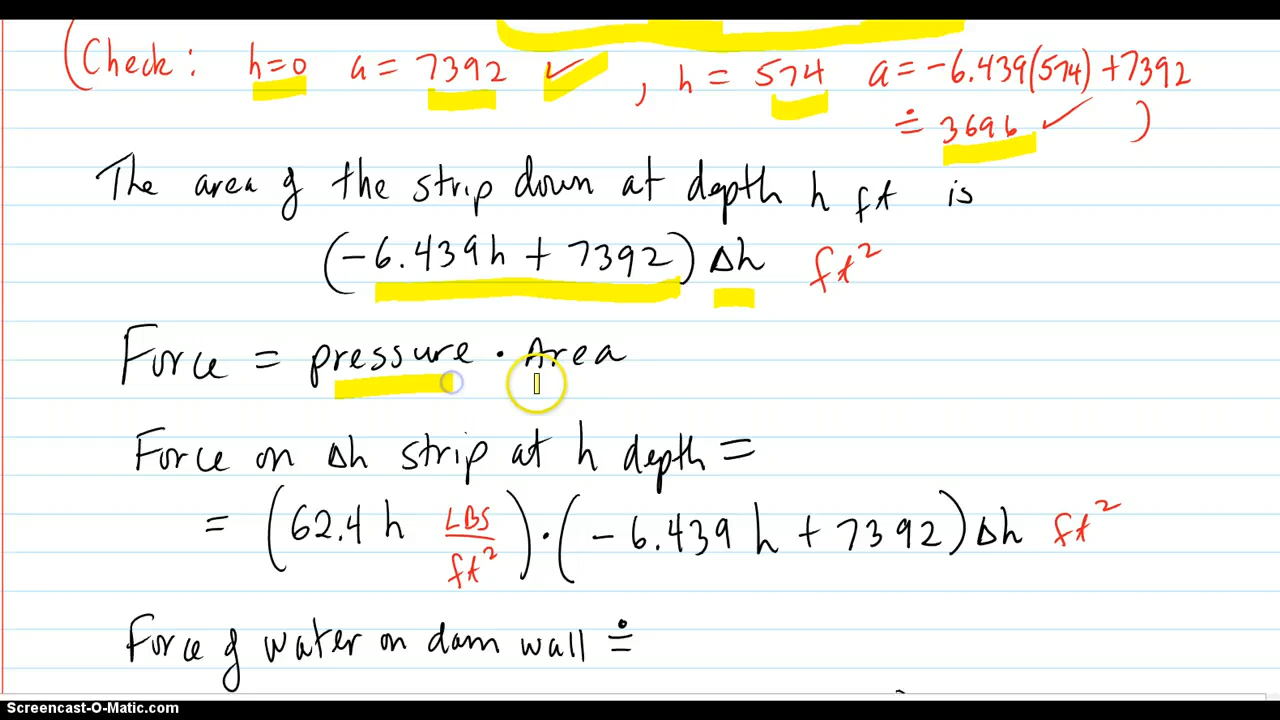 (Check: h=0 a = 7392 ✓, h = 574 a = -6.439(574) + 7392
≐ 3696 ✓ )
The area of the strip down at depth h ft is
(-6.439h + 7392) Δh ft²
Force = pressure · Area
Force on Δh strip at h depth =
= (62.4 h LBS/ft²) · (-6.439 h + 7392) Δh ft²
Force of water on dam wall ≐
Screencast-O-Matic.com